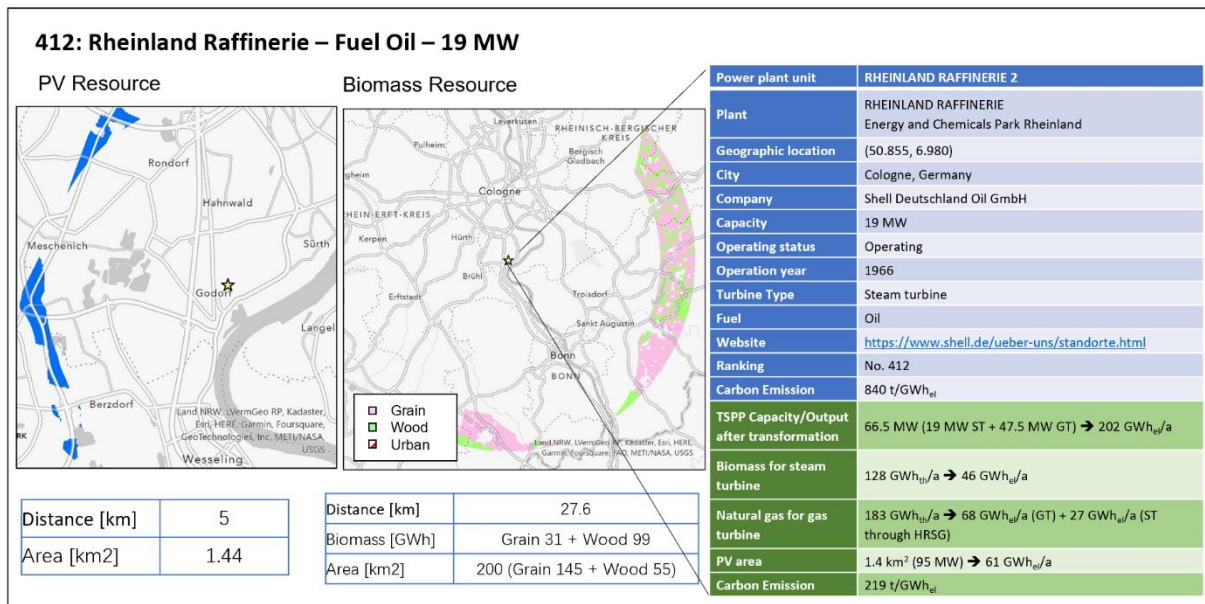 412: Rheinland Raffinerie – Fuel Oil – 19 MW
PV Resource
Rondorf
Hahnwald
Meschenich
Sürth
Godorf
Langel
Berzdorf
RK
Land NRW, LVermGeo RP, Kadaster,
Esri, HERE, Garmin, Foursquare,
GeoTechnologies, Inc, METI/NASA,
USGS
Wesseling
Distance [km] 5
Area [km2] 1.44
Biomass Resource
Leverkusen
RHEINISCH-BERGISCHER
KREIS
Pulheim
Bergisch
Gladbach
gheim
Cologne
HEIN-ERFT-KREIS
Kerpen
Hürth
Brühl
Erftstadt
Troisdorf
Sankt Augustin
Bonn
BONN
Grain
Wood
Urban
Land NRW, LVermGeo RP, Kadaster, Esri, HERE,
Garmin, Foursquare, FAO, METI/NASA, USGS
Distance [km] 27.6
Biomass [GWh] Grain 31 + Wood 99
Area [km2] 200 (Grain 145 + Wood 55)
Power plant unit RHEINLAND RAFFINERIE 2
Plant RHEINLAND RAFFINERIE
Energy and Chemicals Park Rheinland
Geographic location (50.855, 6.980)
City Cologne, Germany
Company Shell Deutschland Oil GmbH
Capacity 19 MW
Operating status Operating
Operation year 1966
Turbine Type Steam turbine
Fuel Oil
Website https://www.shell.de/ueber-uns/standorte.html
Ranking No. 412
Carbon Emission 840 t/GWhel
TSPP Capacity/Output
after transformation 66.5 MW (19 MW ST + 47.5 MW GT) ➔ 202 GWhel/a
Biomass for steam
turbine 128 GWhth/a ➔ 46 GWhel/a
Natural gas for gas
turbine 183 GWhth/a ➔ 68 GWhel/a (GT) + 27 GWhel/a (ST
through HRSG)
PV area 1.4 km² (95 MW) ➔ 61 GWhel/a
Carbon Emission 219 t/GWhel